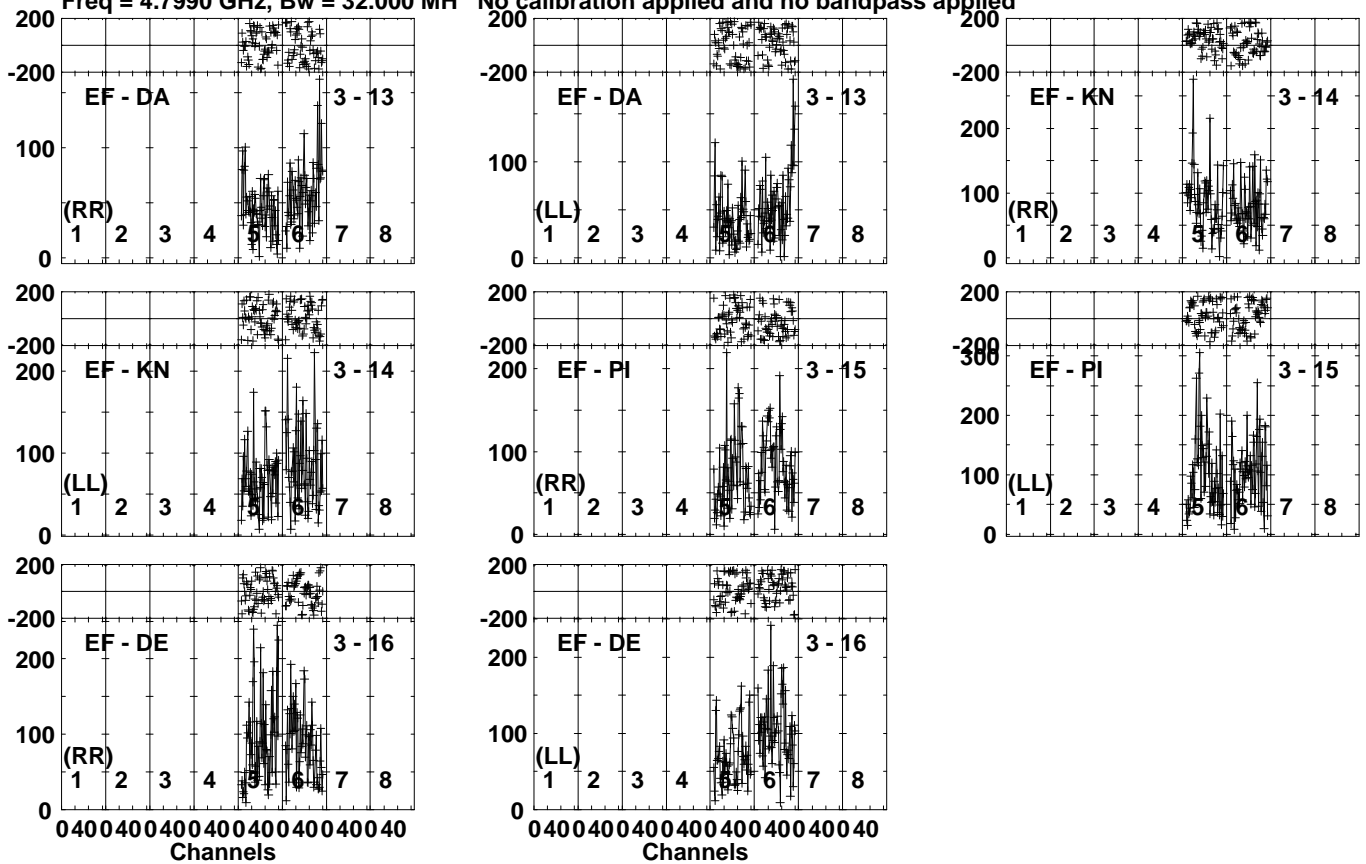 Freq = 4.7990 GHz, Bw = 32.000 MH No calibration applied and no bandpass applied
200
-200
EF - DA 3 - 13
100
(RR)
1 2 3 4 5 6 7 8
0
EF - DA 3 - 13
200
-200
100
(LL)
1 2 3 4 5 6 7 8
0
200
-200
EF - KN 3 - 14
200
100
(RR)
1 2 3 4 5 6 7 8
0
200
-200
EF - KN 3 - 14
200
100
(LL)
1 2 3 4 5 6 7 8
0
200
-200
EF - PI 3 - 15
200
100
(RR)
1 2 3 4 5 6 7 8
0
200
-200
300
EF - PI 3 - 15
200
100
(LL)
1 2 3 4 5 6 7 8
0
200
-200
EF - DE 3 - 16
200
100
(RR)
1 2 3 4 5 6 7 8
0
0 40 0 40 0 40 0 40 0 40 0 40 0 40 0 40
Channels
200
-200
EF - DE 3 - 16
200
100
(LL)
1 2 3 4 5 6 7 8
0
0 40 0 40 0 40 0 40 0 40 0 40 0 40 0 40
Channels